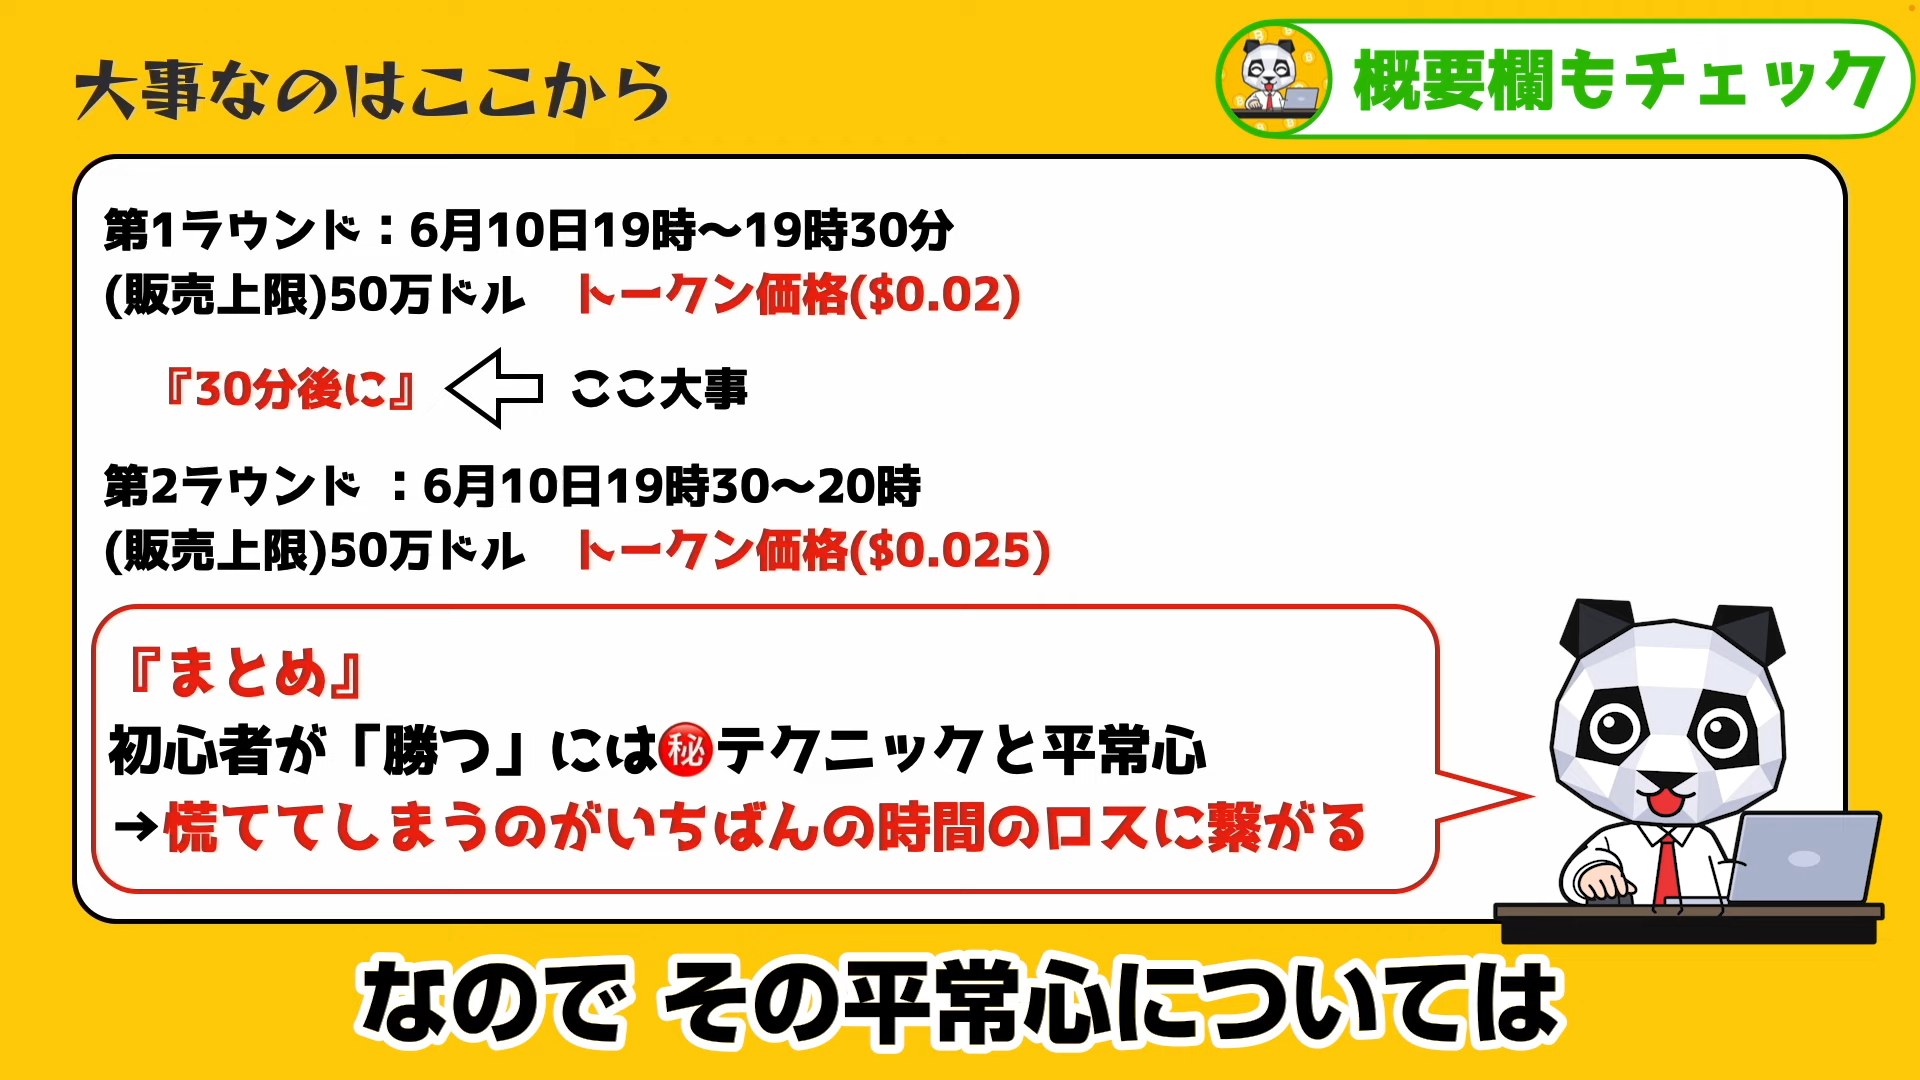 大事なのはここから
概要欄もチェック
第1ラウンド：6月10日19時〜19時30分
(販売上限)50万ドル　トークン価格($0.02)
『30分後に』 ここ大事
第2ラウンド ：6月10日19時30〜20時
(販売上限)50万ドル　トークン価格($0.025)
『まとめ』
初心者が「勝つ」には㊙テクニックと平常心
→慌ててしまうのがいちばんの時間のロスに繋がる
なので その平常心については